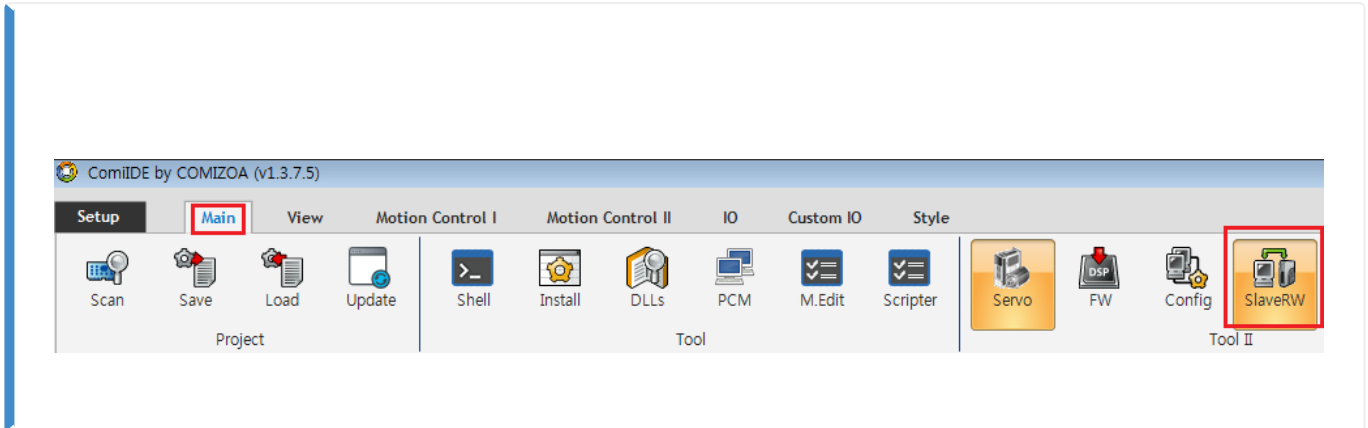 ComiIDE by COMIZOA (v1.3.7.5)
Setup Main View Motion Control I Motion Control II IO Custom IO Style
Scan Save Load Update Shell Install DLLs PCM M.Edit Scripter Servo FW Config SlaveRW
Project Tool Tool II